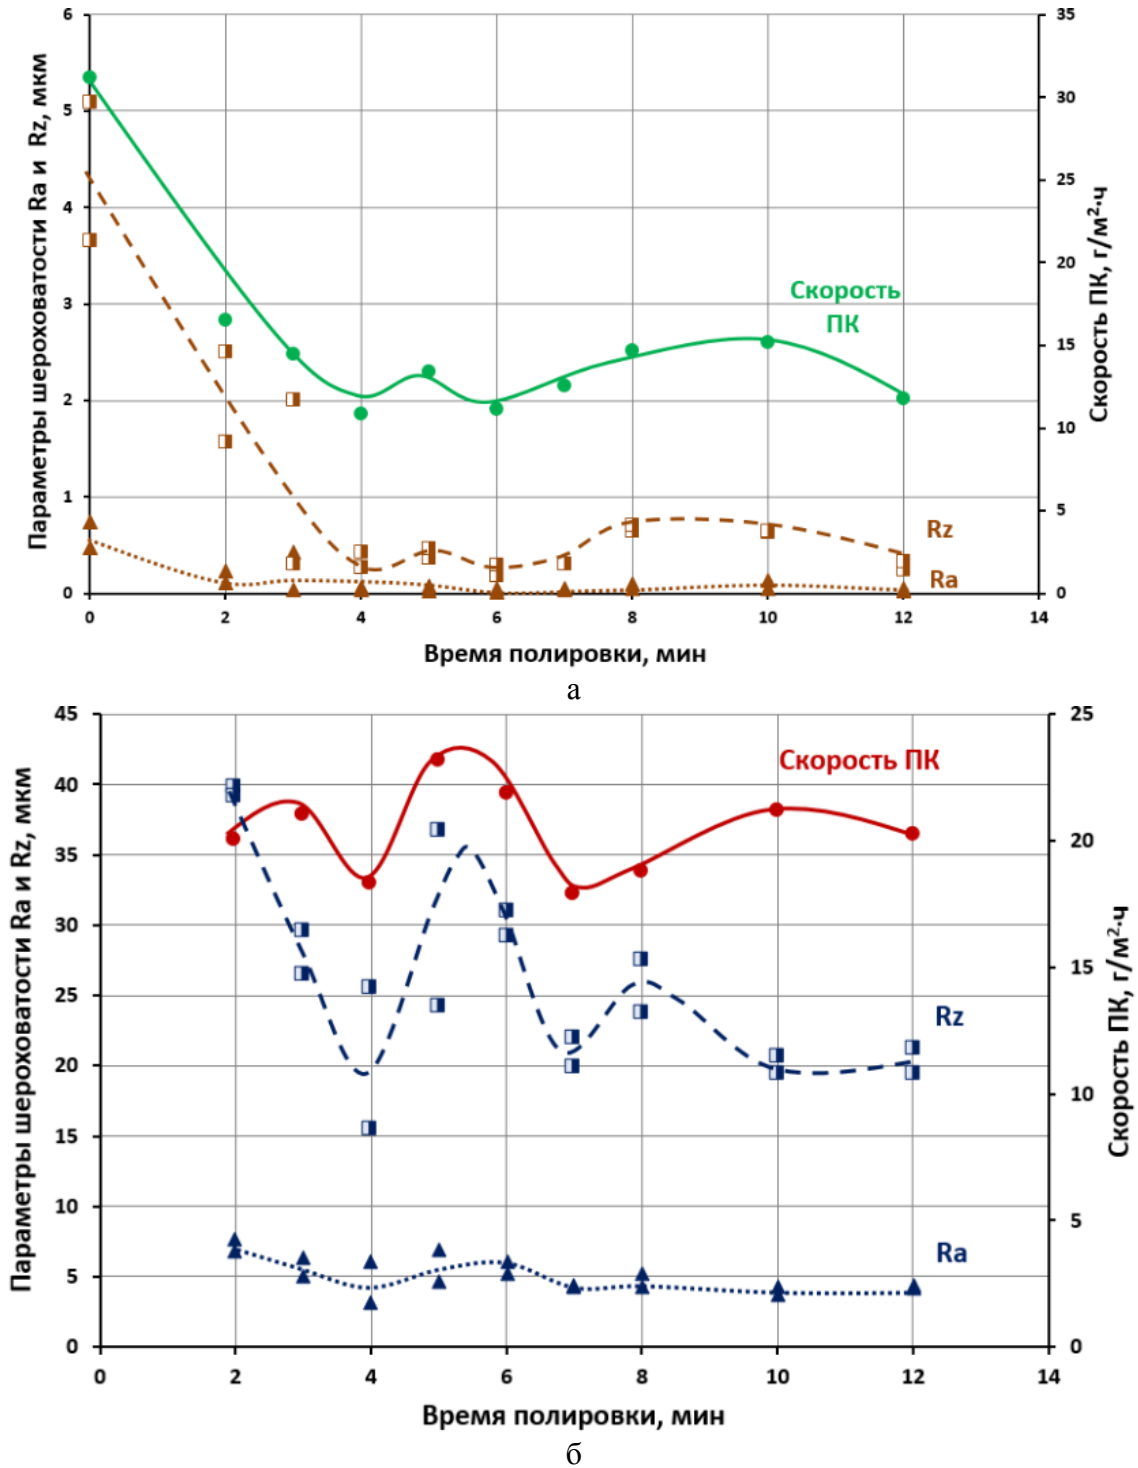 6
5
4
3
2
1
0
35
30
25
20
15
10
5
0
0 2 4 6 8 10 12 14
Параметры шероховатости Ra и Rz, мкм
Скорость ПК, г/м²·ч
Скорость
ПК
Rz
Ra
Время полировки, мин
а
45
40
35
30
25
20
15
10
5
0
25
20
15
10
5
0
0 2 4 6 8 10 12 14
Параметры шероховатости Ra и Rz, мкм
Скорость ПК, г/м²·ч
Скорость ПК
Rz
Ra
Время полировки, мин
б